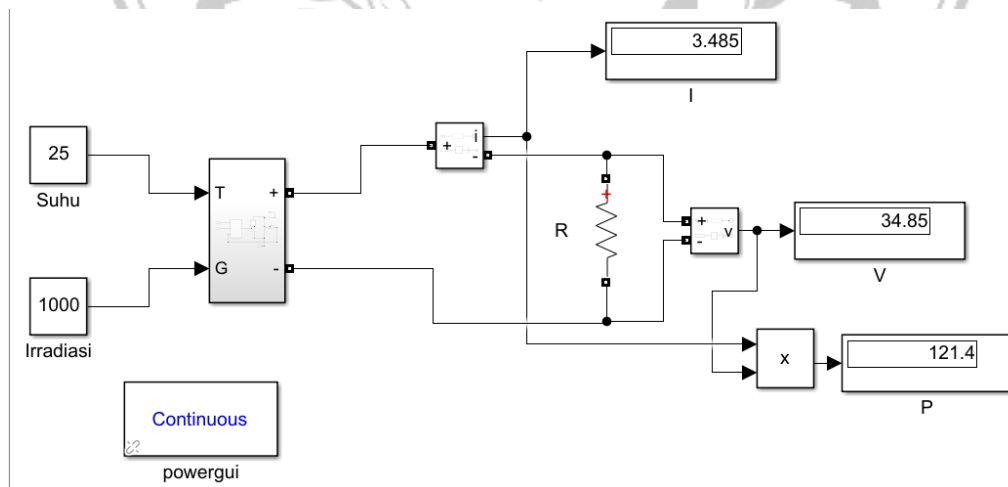 3.485
I
25
Suhu
T
+
G
-
1000
Irradiasi
+
i
-
+
R
+
-
v
34.85
V
x
121.4
P
Continuous
powergui